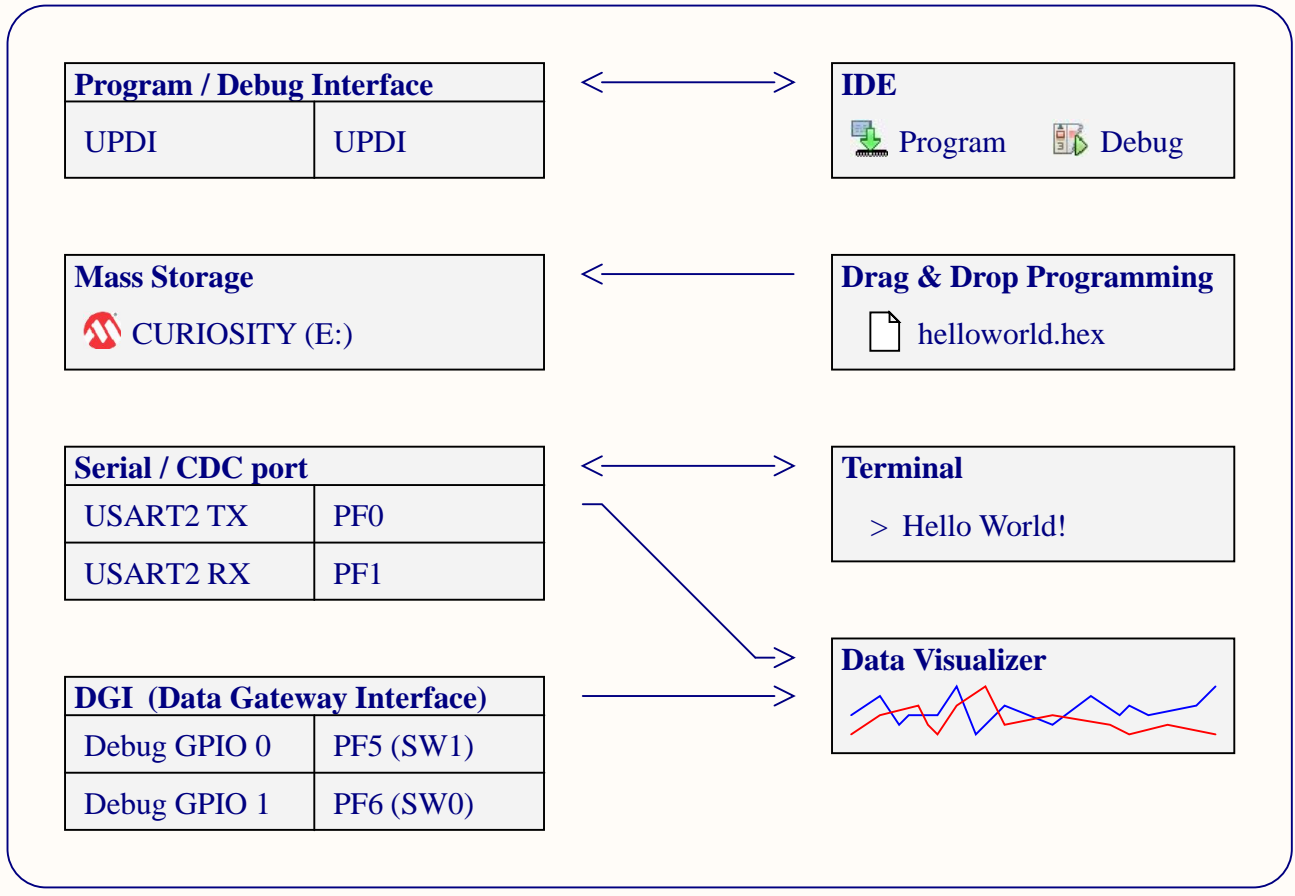 Program / Debug Interface
UPDI UPDI
IDE
Program Debug
Mass Storage
CURIOSITY (E:)
Drag & Drop Programming
helloworld.hex
Serial / CDC port
USART2 TX PF0
USART2 RX PF1
Terminal
> Hello World!
DGI (Data Gateway Interface)
Debug GPIO 0 PF5 (SW1)
Debug GPIO 1 PF6 (SW0)
Data Visualizer